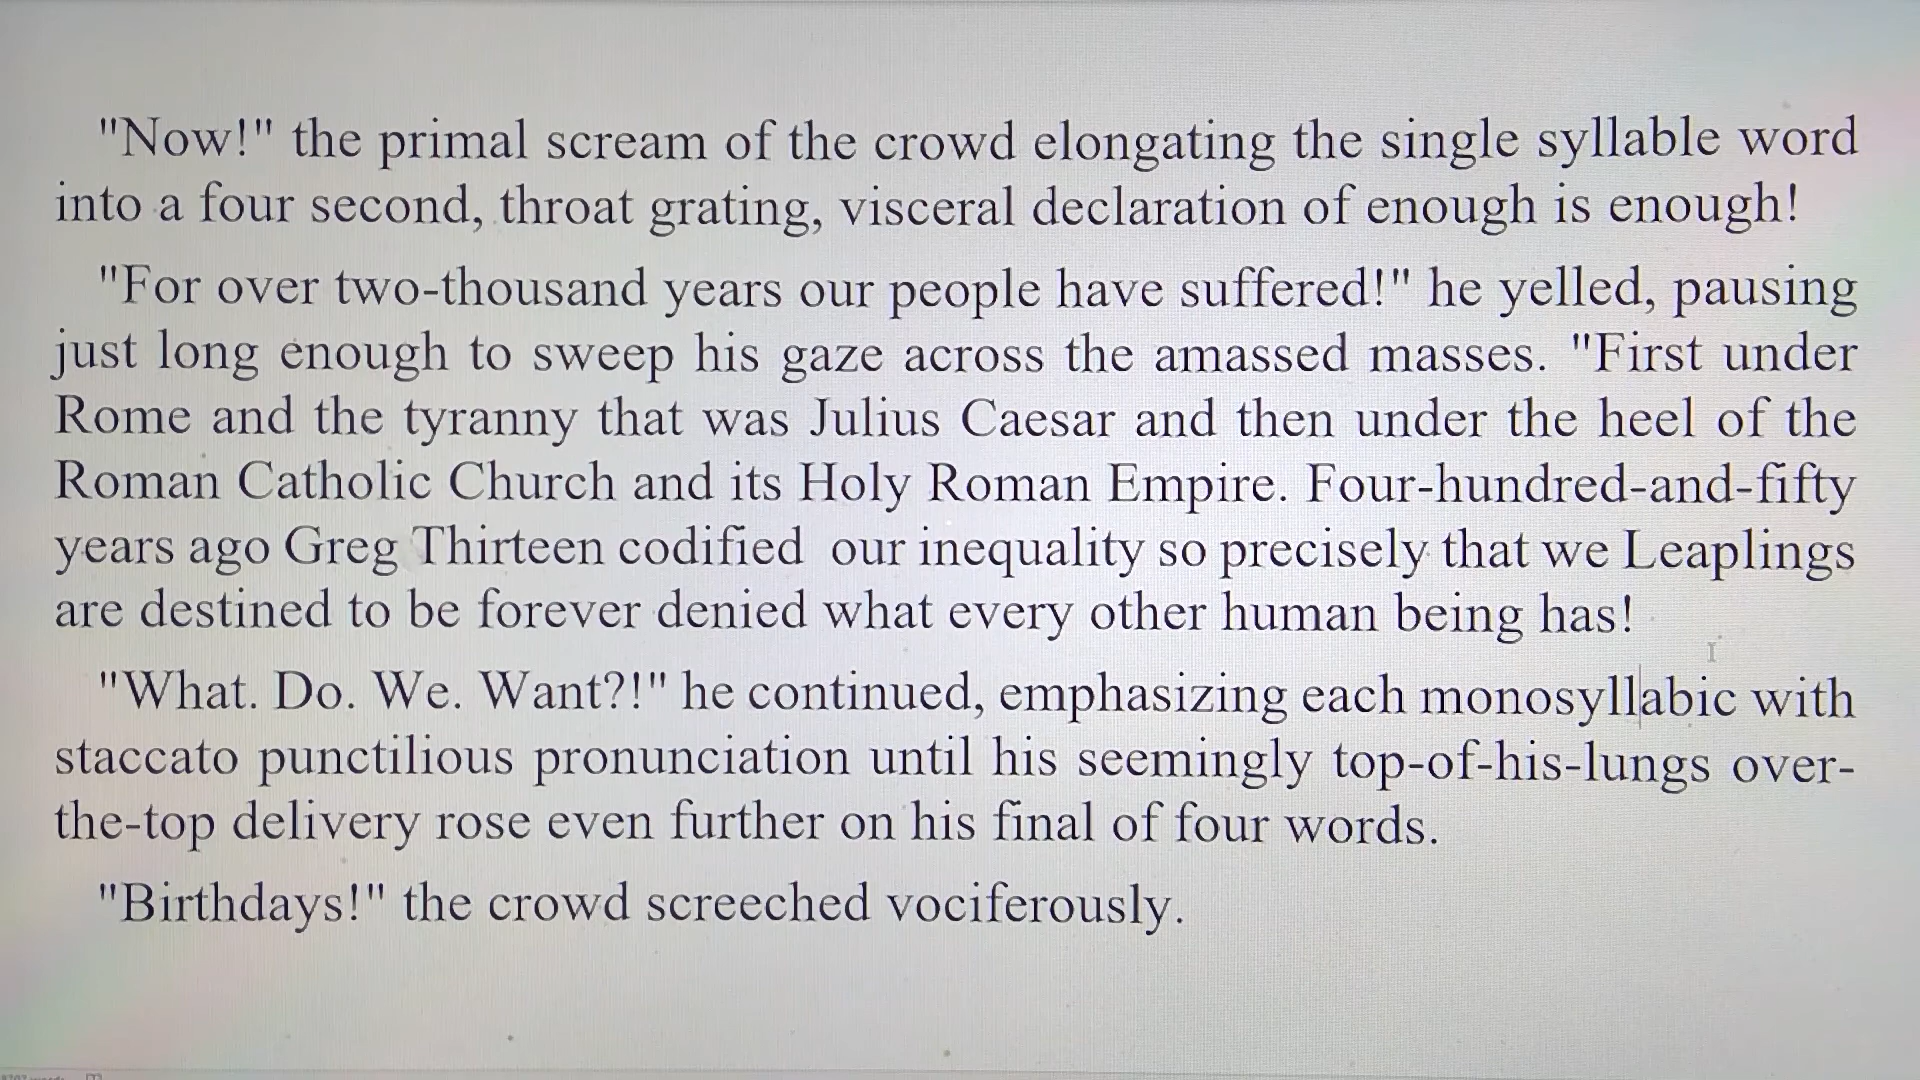 "Now!" the primal scream of the crowd elongating the single syllable word
into a four second, throat grating, visceral declaration of enough is enough!
"For over two-thousand years our people have suffered!" he yelled, pausing
just long enough to sweep his gaze across the amassed masses. "First under
Rome and the tyranny that was Julius Caesar and then under the heel of the
Roman Catholic Church and its Holy Roman Empire. Four-hundred-and-fifty
years ago Greg Thirteen codified  our inequality so precisely that we Leaplings
are destined to be forever denied what every other human being has!
"What. Do. We. Want?!" he continued, emphasizing each monosyllabic with
staccato punctilious pronunciation until his seemingly top-of-his-lungs over-
the-top delivery rose even further on his final of four words.
"Birthdays!" the crowd screeched vociferously.